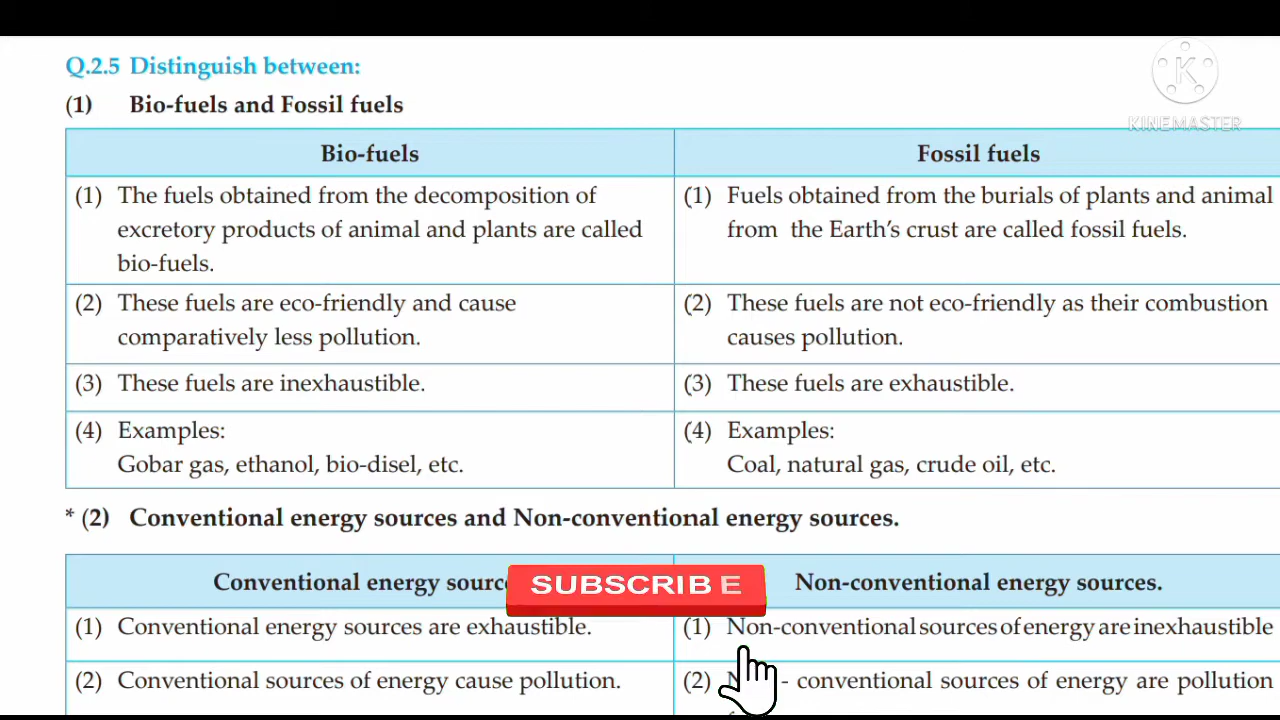 Q.2.5 Distinguish between:
KINEMASTER
(1) Bio-fuels and Fossil fuels
Bio-fuels
Fossil fuels
(1) The fuels obtained from the decomposition of
excretory products of animal and plants are called
bio-fuels.
(1) Fuels obtained from the burials of plants and animal
from the Earth's crust are called fossil fuels.
(2) These fuels are eco-friendly and cause
comparatively less pollution.
(2) These fuels are not eco-friendly as their combustion
causes pollution.
(3) These fuels are inexhaustible.
(3) These fuels are exhaustible.
(4) Examples:
Gobar gas, ethanol, bio-disel, etc.
(4) Examples:
Coal, natural gas, crude oil, etc.
* (2) Conventional energy sources and Non-conventional energy sources.
Conventional energy
SUBSCRIBE
Non-conventional energy sources.
(1) Conventional energy sources are exhaustible.
(1) Non-conventional sources of energy are inexhaustible
(2) Conventional sources of energy cause pollution.
(2) - conventional sources of energy are pollution